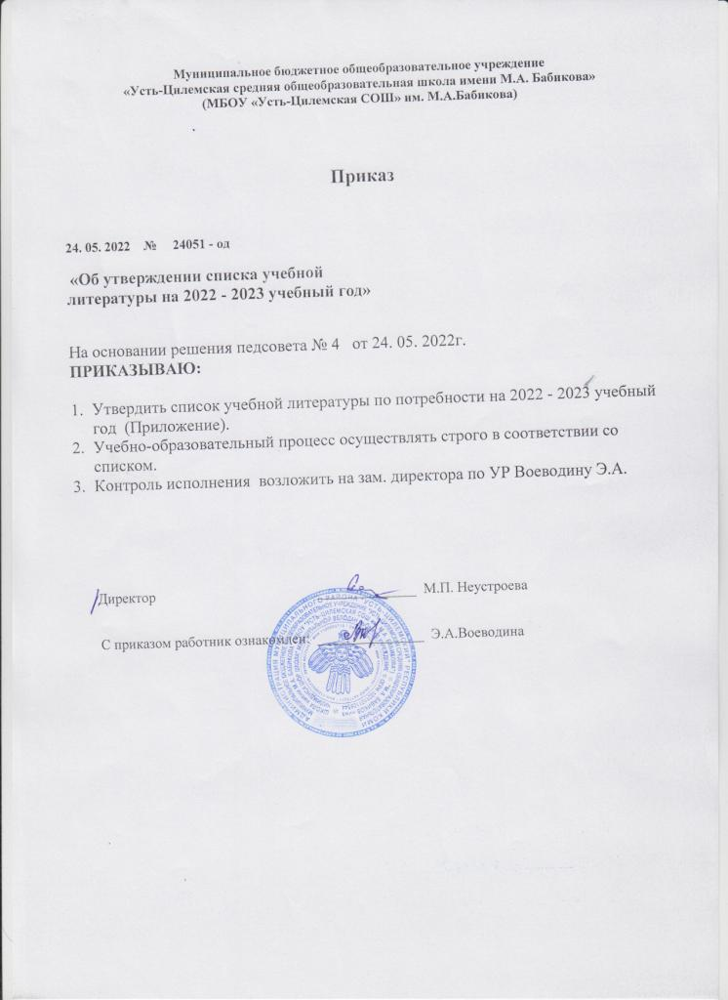 Муниципальное бюджетное общеобразовательное учреждение
«Усть-Цилемская средняя общеобразовательная школа имени М.А. Бабикова»
(МБОУ «Усть-Цилемская СОШ» им. М.А.Бабикова)
Приказ
24. 05. 2022 № 24051 - од
«Об утверждении списка учебной
литературы на 2022 - 2023 учебный год»
На основании решения педсовета № 4 от 24. 05. 2022г.
ПРИКАЗЫВАЮ:
1. Утвердить список учебной литературы по потребности на 2022 - 2023 учебный
год (Приложение).
2. Учебно-образовательный процесс осуществлять строго в соответствии со
списком.
3. Контроль исполнения возложить на зам. директора по УР Воеводину Э.А.
Директор М.П. Неустроева
С приказом работник ознакомлен: Э.А.Воеводина